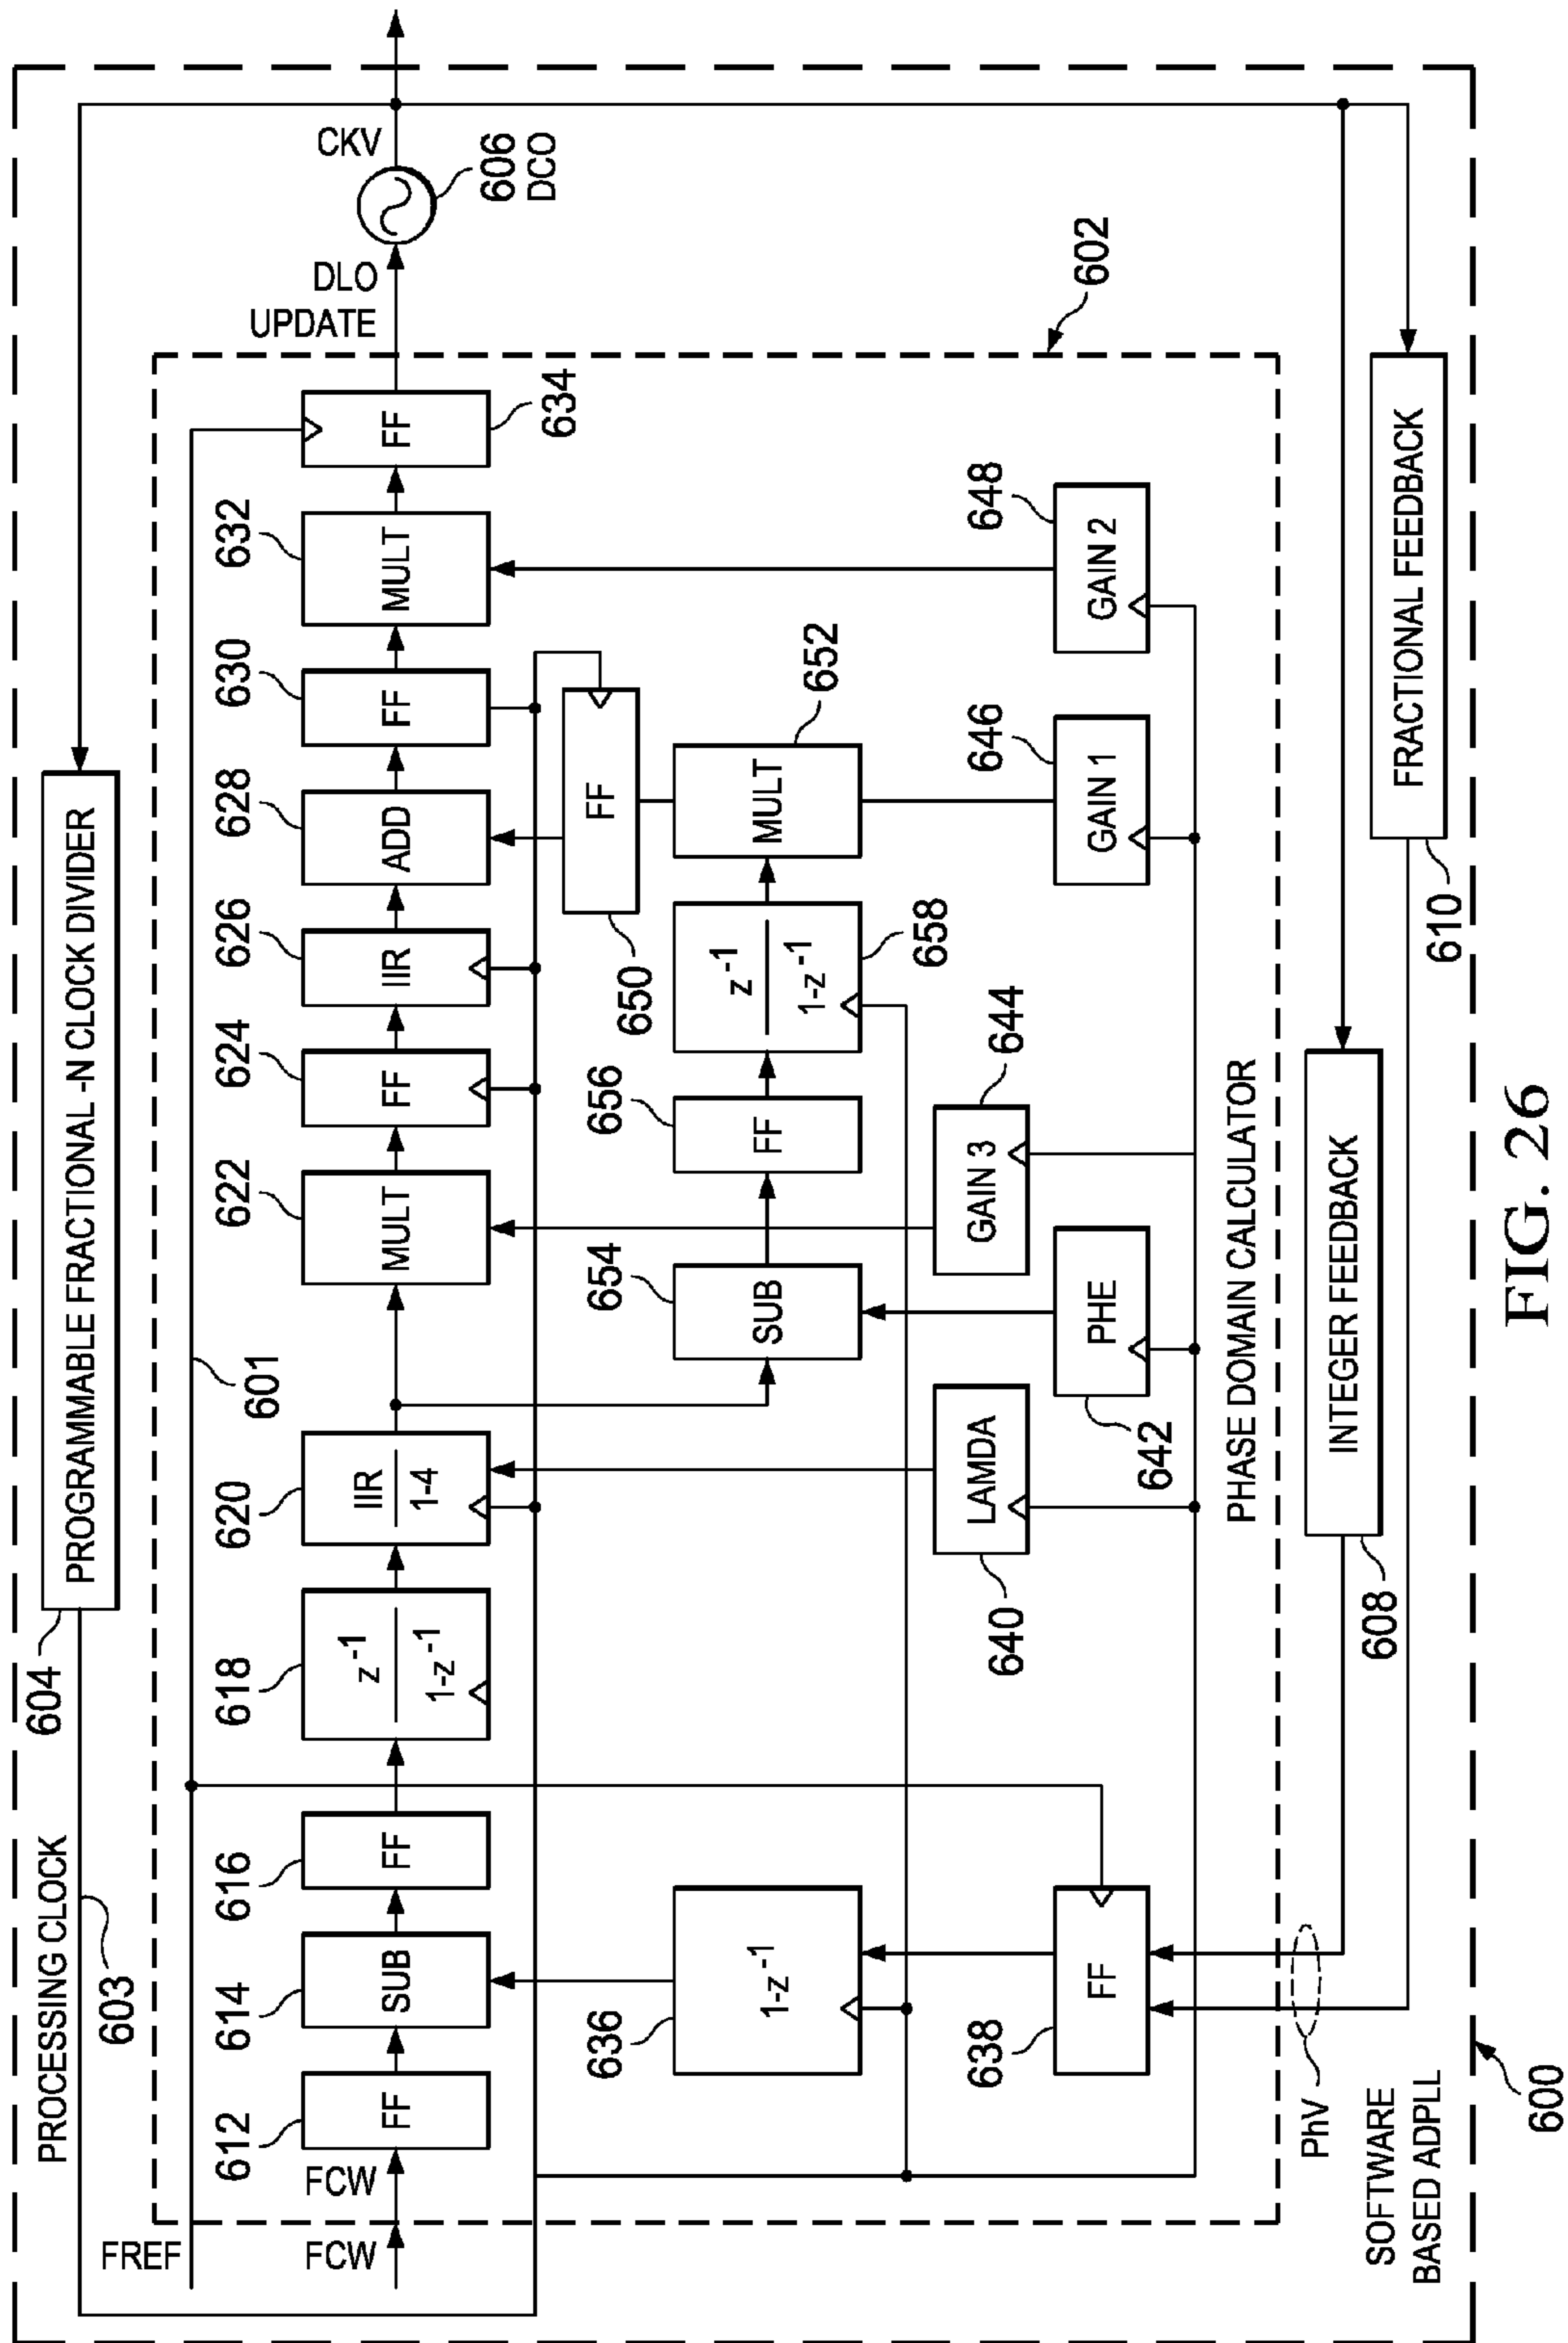 PROCESSING CLOCK
603
604
PROGRAMMABLE FRACTIONAL -N CLOCK DIVIDER
FREF
601
FCW
FCW
612
FF
614
SUB
616
FF
618
z -1
1-z -1
620
IIR
1-4
622
MULT
624
FF
626
IIR
628
ADD
630
FF
632
MULT
FF
634
DLO
UPDATE
CKV
606
DCO
602
636
1-z -1
638
FF
654
SUB
656
FF
z -1
1-z -1
658
650
FF
MULT
652
640
LAMDA
642
PHE
GAIN 3
644
GAIN 1
646
GAIN 2
648
PHASE DOMAIN CALCULATOR
PhV
608
INTEGER FEEDBACK
610
FRACTIONAL FEEDBACK
SOFTWARE
BASED ADPLL
600
FIG. 26